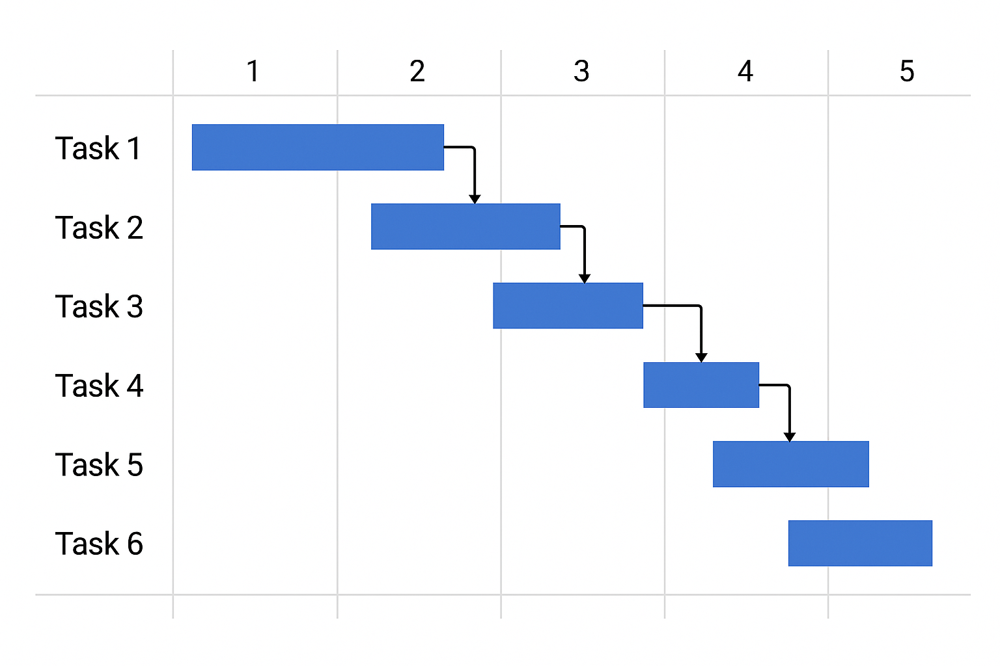 1 2 3 4 5
Task 1
Task 2
Task 3
Task 4
Task 5
Task 6